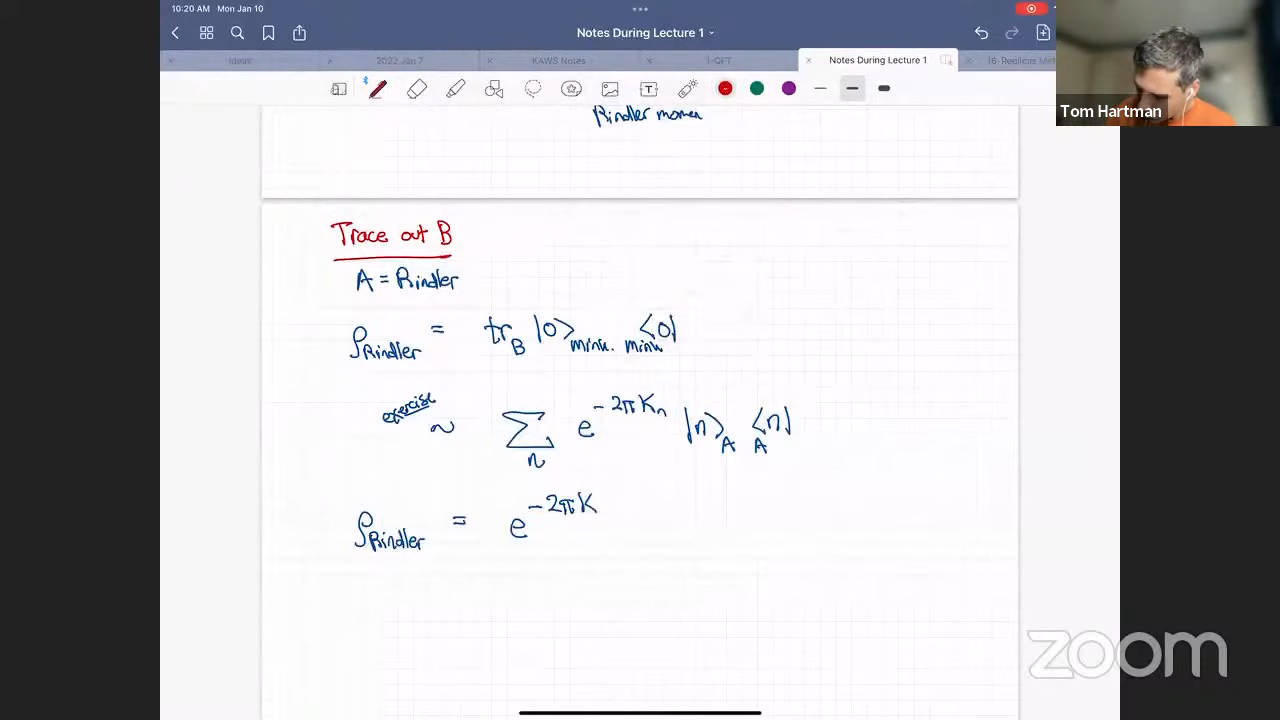 10:20 AM Mon Jan 10
Notes During Lecture 1
Ideas
2022 Jan 7
KAWS Notes
I-QFT
Notes During Lecture 1
Tom Hartman
Rindler momen
Trace out B
A = Rindler
ρ_Rindler = tr_B |0⟩_mink. mink⟨0|
exercise ~ Σ_n e^{-2πK_n} |n⟩_A _A⟨n|
ρ_Rindler = e^{-2πK}
zoom